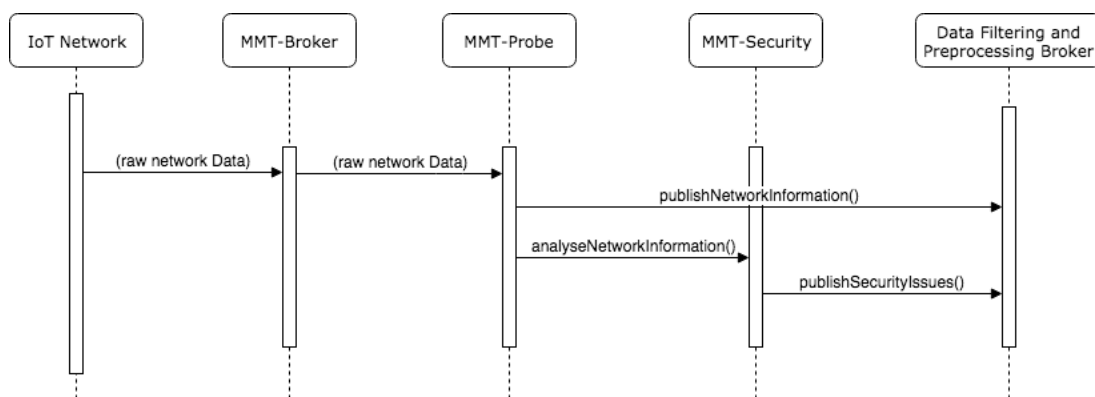 IoT Network
MMT-Broker
MMT-Probe
MMT-Security
Data Filtering and
Preprocessing Broker
(raw network Data)
(raw network Data)
publishNetworkInformation()
analyseNetworkInformation()
publishSecurityIssues()